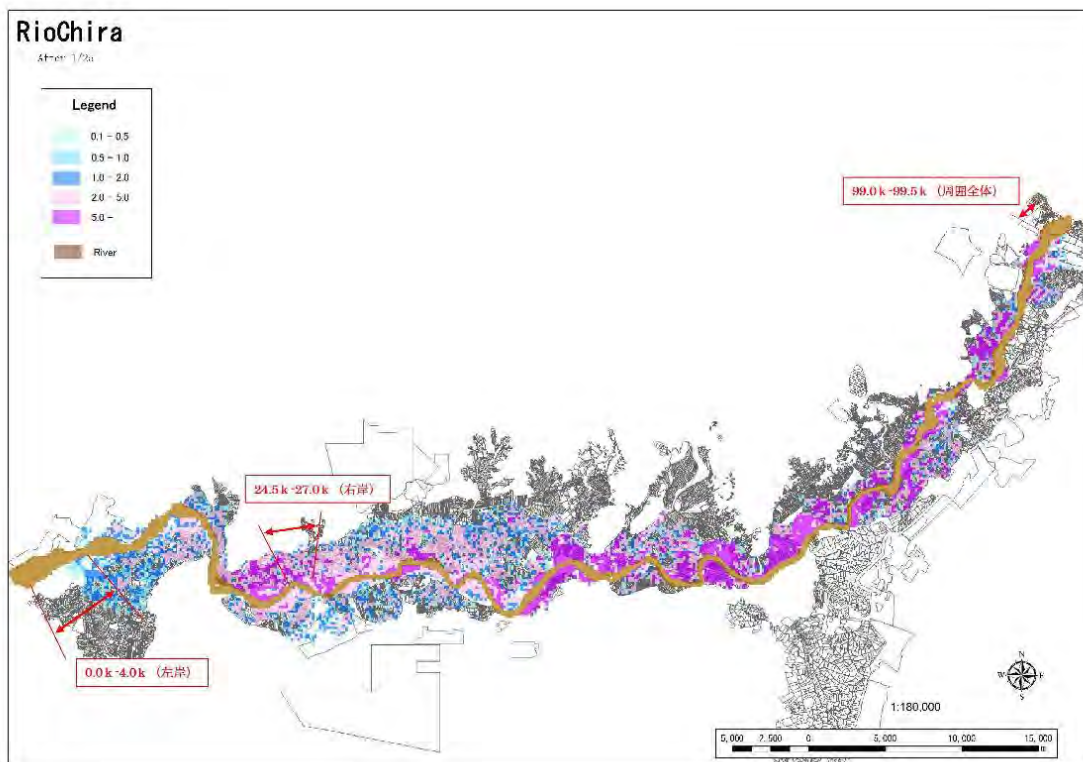 RioChira
Legend
0.1 - 0.5
0.5 - 1.0
1.0 - 2.0
2.0 - 5.0
5.0 -
River
99.0k-99.5k （周囲全体）
24.5k-27.0k （右岸）
0.0k-4.0k （左岸）
N
W E
S
1:180,000
5,000 2,500 0 5,000 10,000 15,000
m